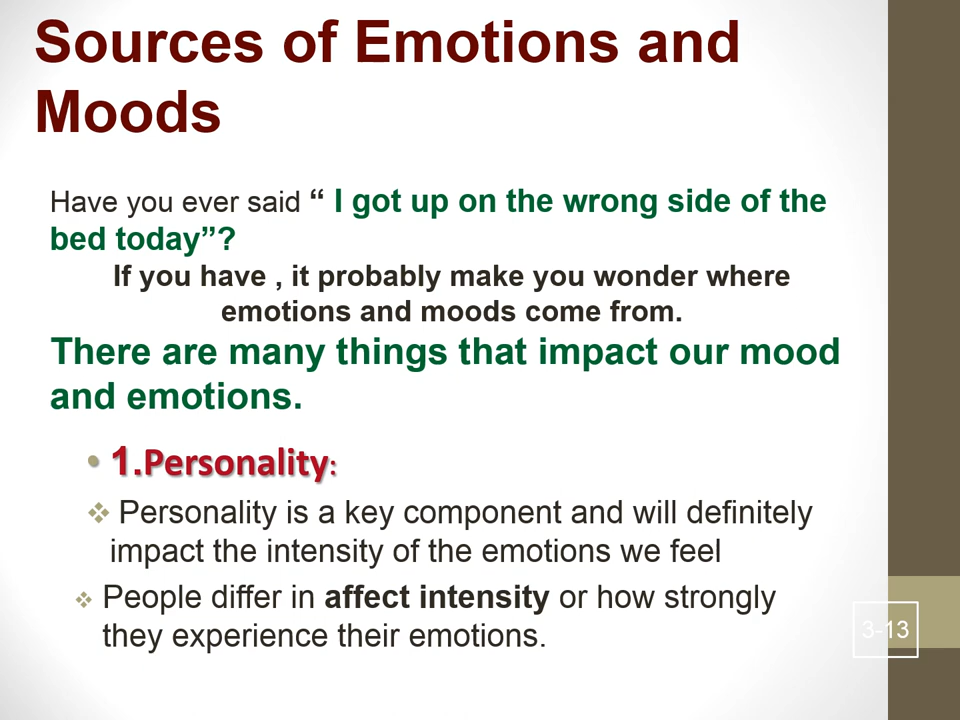 Sources of Emotions and
Moods
Have you ever said “ I got up on the wrong side of the
bed today”?
If you have , it probably make you wonder where
emotions and moods come from.
There are many things that impact our mood
and emotions.
• 1.Personality:
❖ Personality is a key component and will definitely
impact the intensity of the emotions we feel
❖ People differ in affect intensity or how strongly
they experience their emotions.
3-13